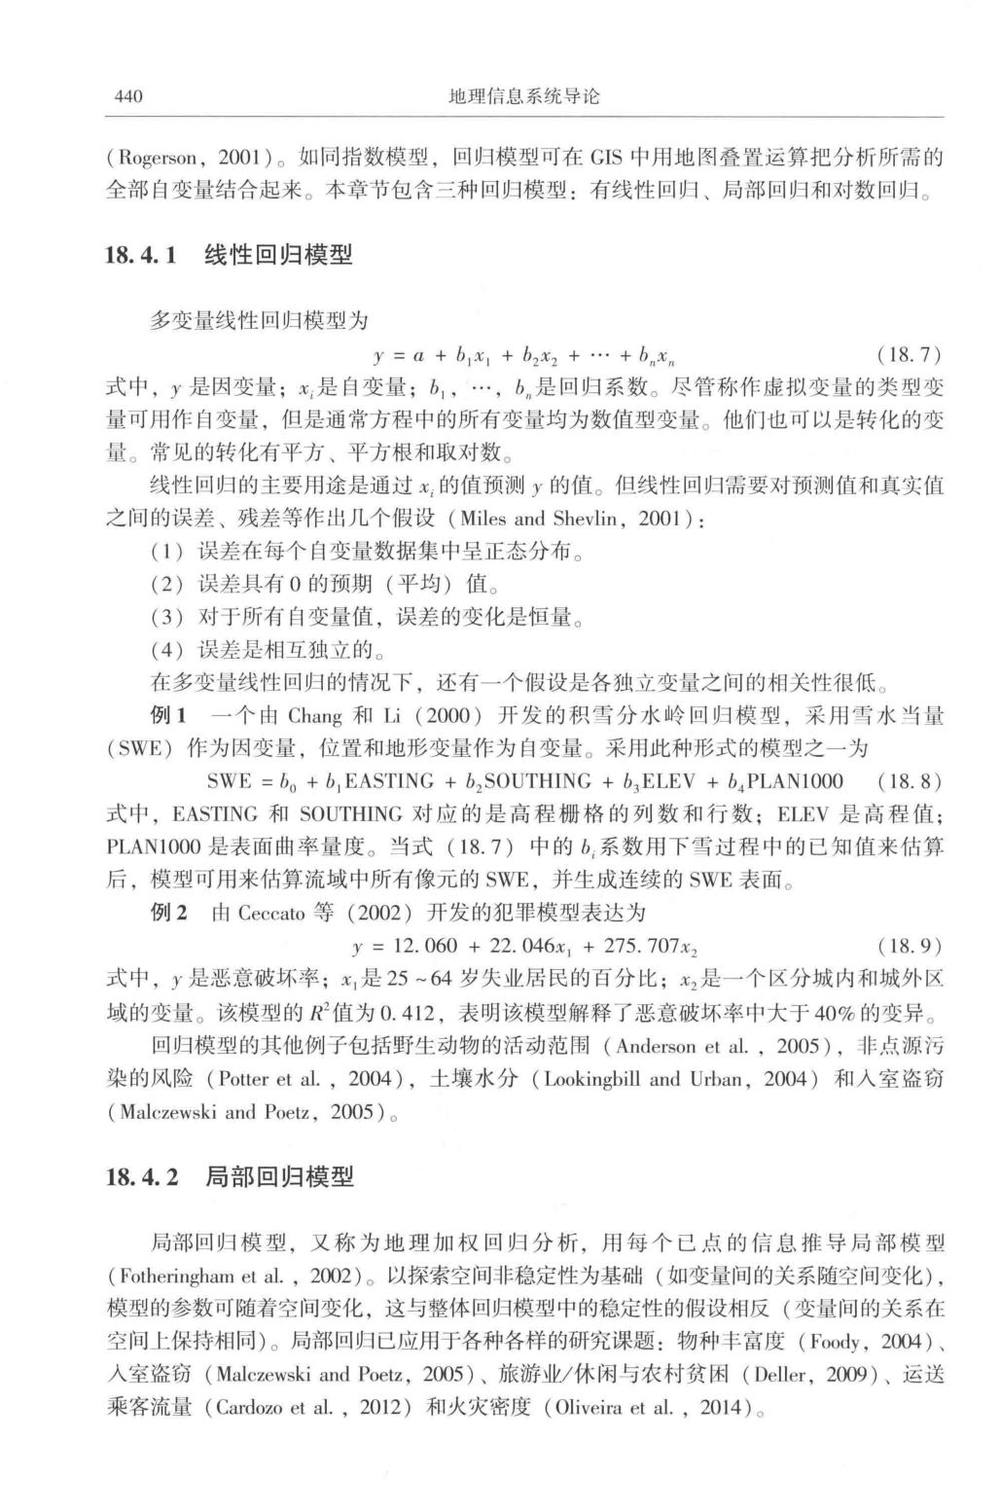 440
地理信息系统导论
(Rogerson, 2001)。如同指数模型，回归模型可在 GIS 中用地图叠置运算把分析所需的
全部自变量结合起来。本章节包含三种回归模型：有线性回归、局部回归和对数回归。
18.4.1 线性回归模型
多变量线性回归模型为
y = a + b₁x₁ + b₂x₂ + ⋯ + bₙxₙ (18.7)
式中，y 是因变量；xᵢ是自变量；b₁，⋯，bₙ是回归系数。尽管称作虚拟变量的类型变
量可用作自变量，但是通常方程中的所有变量均为数值型变量。他们也可以是转化的变
量。常见的转化有平方、平方根和取对数。
线性回归的主要用途是通过 xᵢ的值预测 y 的值。但线性回归需要对预测值和真实值
之间的误差、残差等作出几个假设（Miles and Shevlin，2001）：
（1）误差在每个自变量数据集中呈正态分布。
（2）误差具有 0 的预期（平均）值。
（3）对于所有自变量值，误差的变化是恒量。
（4）误差是相互独立的。
在多变量线性回归的情况下，还有一个假设是各独立变量之间的相关性很低。
例 1 一个由 Chang 和 Li（2000）开发的积雪分水岭回归模型，采用雪水当量
（SWE）作为因变量，位置和地形变量作为自变量。采用此种形式的模型之一为
SWE = b₀ + b₁EASTING + b₂SOUTHING + b₃ELEV + b₄PLAN1000 (18.8)
式中，EASTING 和 SOUTHING 对应的是高程栅格的列数和行数；ELEV 是高程值；
PLAN1000 是表面曲率量度。当式（18.7）中的 bᵢ系数用下雪过程中的已知值来估算
后，模型可用来估算流域中所有像元的 SWE，并生成连续的 SWE 表面。
例 2 由 Ceccato 等（2002）开发的犯罪模型表达为
y = 12.060 + 22.046x₁ + 275.707x₂ (18.9)
式中，y 是恶意破坏率；x₁是 25 ~ 64 岁失业居民的百分比；x₂是一个区分城内和城外区
域的变量。该模型的 R²值为 0.412，表明该模型解释了恶意破坏率中大于 40% 的变异。
回归模型的其他例子包括野生动物的活动范围（Anderson et al.，2005），非点源污
染的风险（Potter et al.，2004），土壤水分（Lookingbill and Urban，2004）和入室盗窃
（Malczewski and Poetz，2005）。
18.4.2 局部回归模型
局部回归模型，又称为地理加权回归分析，用每个已点的信息推导局部模型
（Fotheringham et al.，2002）。以探索空间非稳定性为基础（如变量间的关系随空间变化），
模型的参数可随着空间变化，这与整体回归模型中的稳定性的假设相反（变量间的关系在
空间上保持相同）。局部回归已应用于各种各样的研究课题：物种丰富度（Foody，2004）、
入室盗窃（Malczewski and Poetz，2005）、旅游业/休闲与农村贫困（Deller，2009）、运送
乘客流量（Cardozo et al.，2012）和火灾密度（Oliveira et al.，2014）。